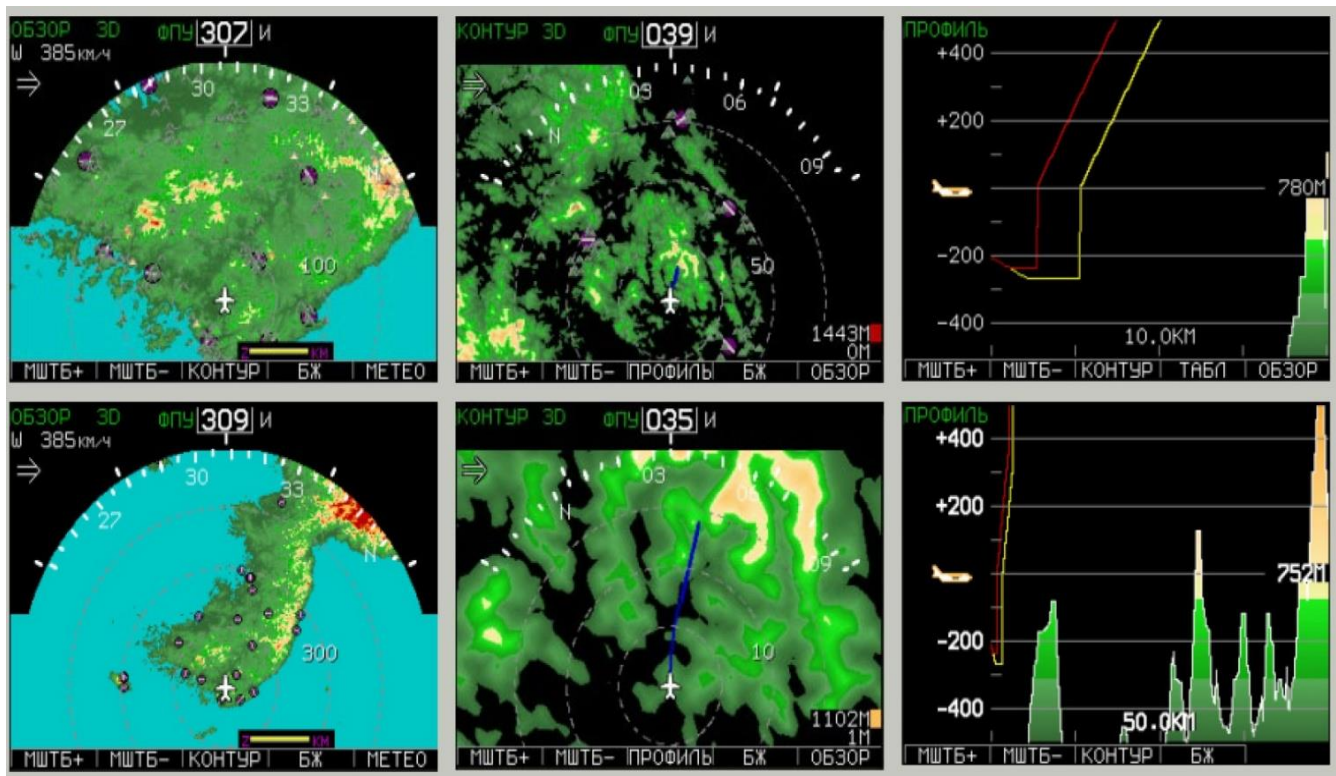 ОБЗОР 3D ФПУ 307 И
W 385км/ч
27 30 33 N
100
Z КМ
МШТБ+ МШТБ- КОНТУР БЖ МЕТЕО
КОНТУР 3D ФПУ 039 И
N 03 06 09
50
1443М
0М
МШТБ+ МШТБ- ПРОФИЛЬ БЖ ОБЗОР
ПРОФИЛЬ
+400
+200
780М
-200
-400
10.0КМ
МШТБ+ МШТБ- КОНТУР ТАБЛ ОБЗОР
ОБЗОР 3D ФПУ 309 И
W 385км/ч
27 30 33 N
300
Z КМ
МШТБ+ МШТБ- КОНТУР БЖ МЕТЕО
КОНТУР 3D ФПУ 035 И
N 03 06 09
10
1102М
1М
МШТБ+ МШТБ- ПРОФИЛЬ БЖ ОБЗОР
ПРОФИЛЬ
+400
+200
752М
-200
-400
50.0КМ
МШТБ+ МШТБ- КОНТУР БЖ